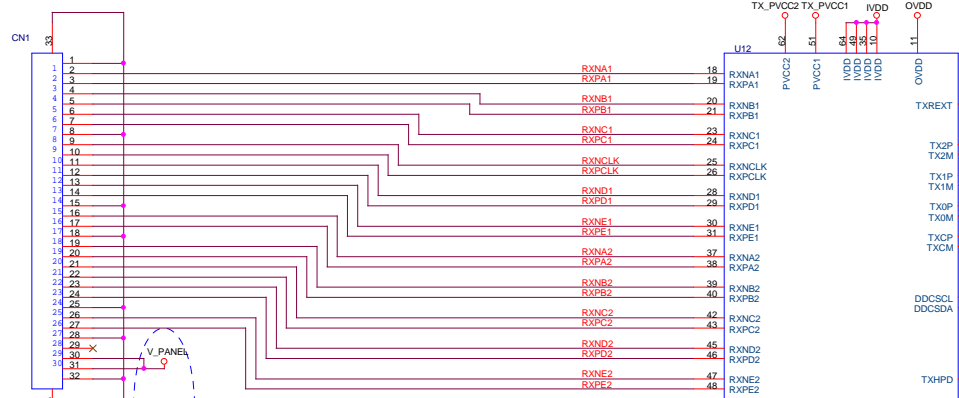 TX_PVCC2 TX_PVCC1 IVDD OVDD
CN1
33
62
51
64
49
35
10
11
U12
PVCC2
PVCC1
IVDD
IVDD
IVDD
IVDD
OVDD
1
1 2 RXNA1 18 RXNA1
2 3 RXPA1 19 RXPA1
3 4
4 5 RXNB1 20 RXNB1 TXREXT
5 6 RXPB1 21 RXPB1
6 7
7 8 RXNC1 23 RXNC1
8 9 RXPC1 24 RXPC1 TX2P
9 10 TX2M
10 11 RXNCLK 25 RXNCLK
11 12 RXPCLK 26 RXPCLK TX1P
12 13 TX1M
13 14 RXND1 28 RXND1
14 15 RXPD1 29 RXPD1 TX0P
15 16 TX0M
16 17 RXNE1 30 RXNE1
17 18 RXPE1 31 RXPE1 TXCP
18 19 TXCM
19 20 RXNA2 37 RXNA2
20 21 RXPA2 38 RXPA2
21 22
22 23 RXNB2 39 RXNB2
23 24 RXPB2 40 RXPB2 DDCSCL
24 25 DDCSDA
25 26 RXNC2 42 RXNC2
26 27 RXPC2 43 RXPC2
27 28
28 29 RXND2 45 RXND2
29 30 V_PANEL RXPD2 46 RXPD2
30 31
32 RXNE2 47 RXNE2 TXHPD
RXPE2 48 RXPE2